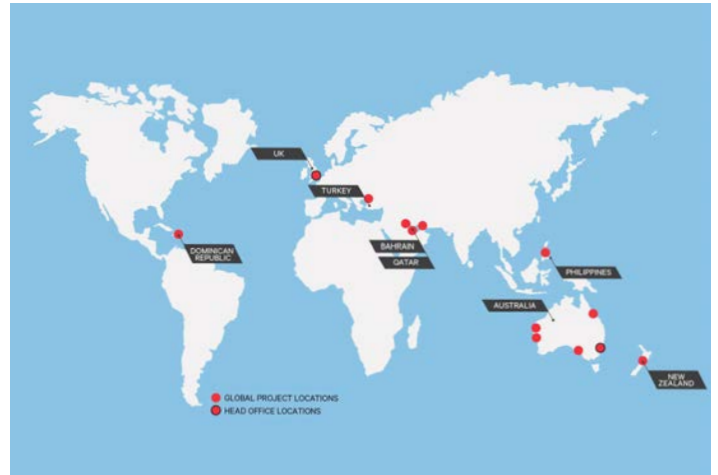 UK
TURKEY
DOMINICAN
REPUBLIC
BAHRAIN
QATAR
PHILIPPINES
AUSTRALIA
NEW
ZEALAND
GLOBAL PROJECT LOCATIONS
HEAD OFFICE LOCATIONS